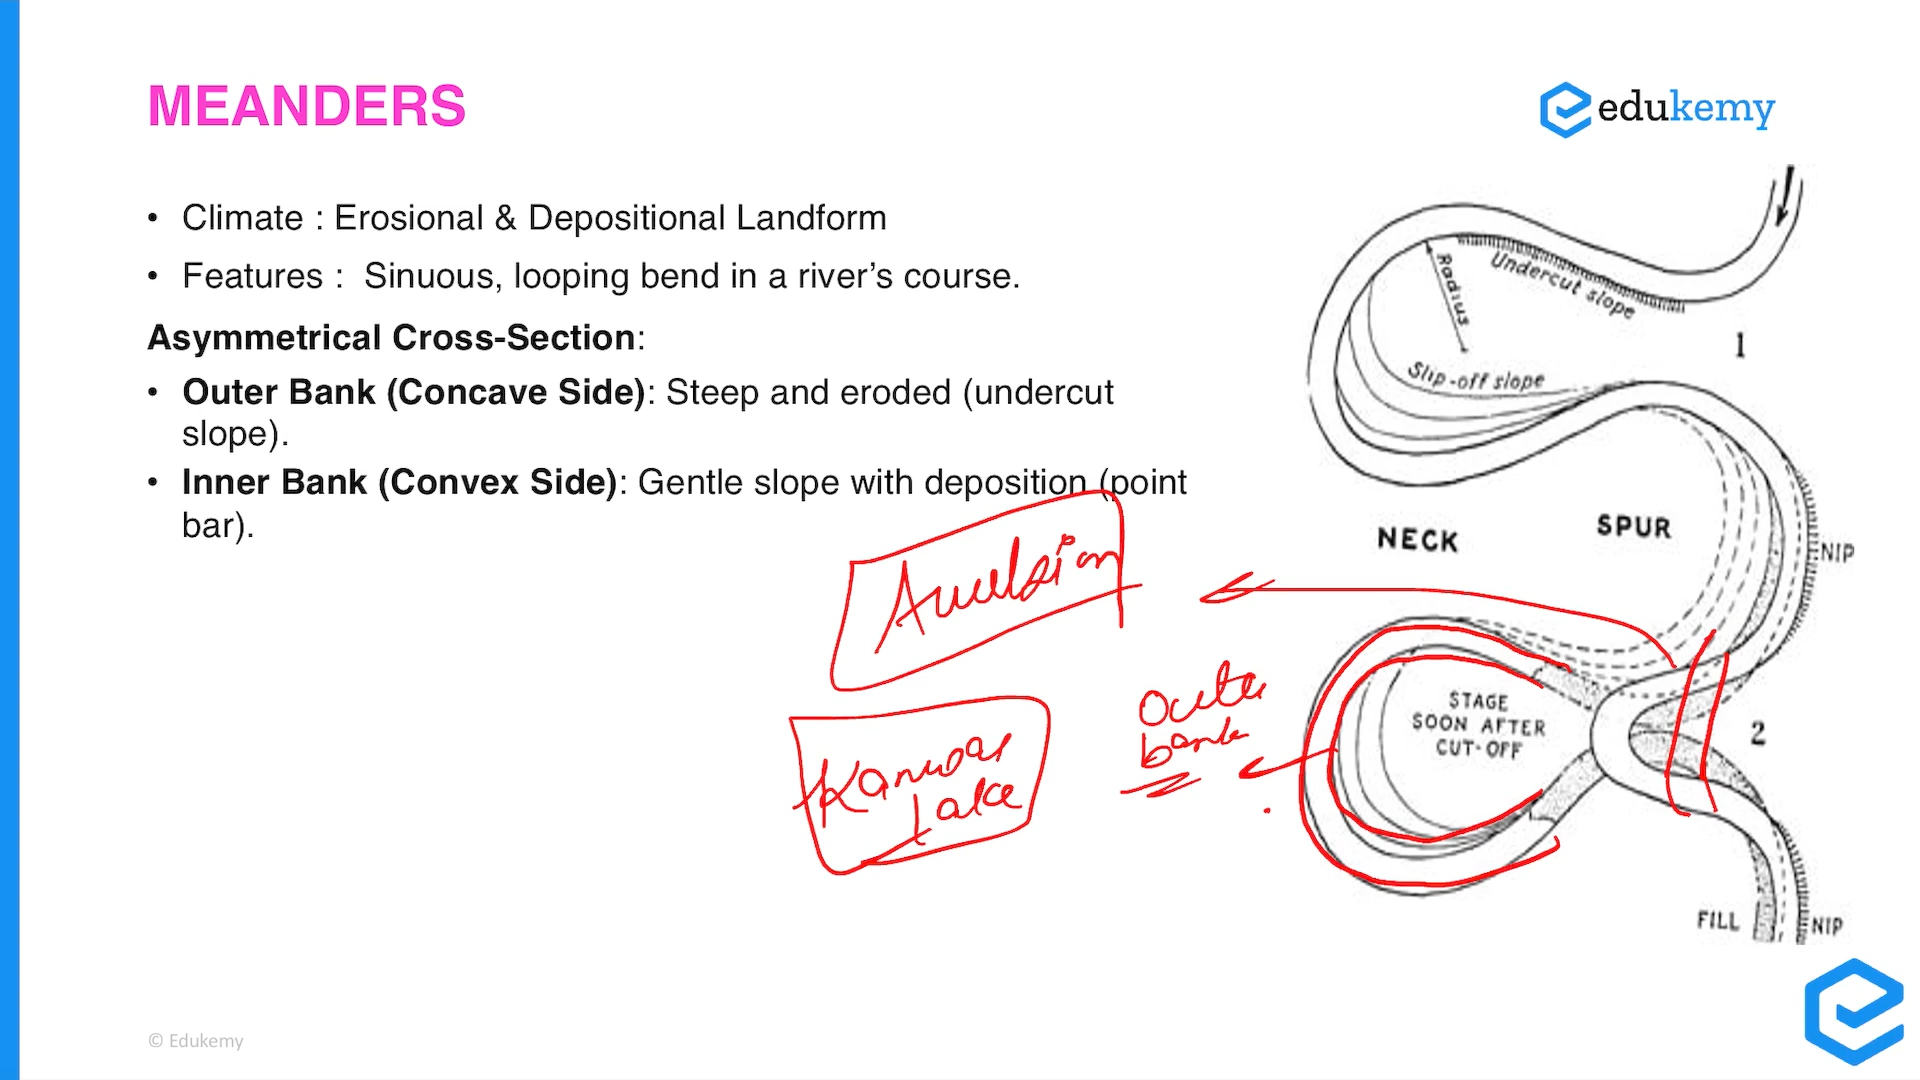 MEANDERS
edukemy
• Climate : Erosional & Depositional Landform
• Features : Sinuous, looping bend in a river’s course.
Asymmetrical Cross-Section:
• Outer Bank (Concave Side): Steep and eroded (undercut
slope).
• Inner Bank (Convex Side): Gentle slope with deposition (point
bar).
Radius
Undercut slope
1
Slip-off slope
NECK
SPUR
NIP
Outer
bank
Kanwar
Lake
STAGE
SOON AFTER
CUT-OFF
2
FILL
NIP
© Edukemy